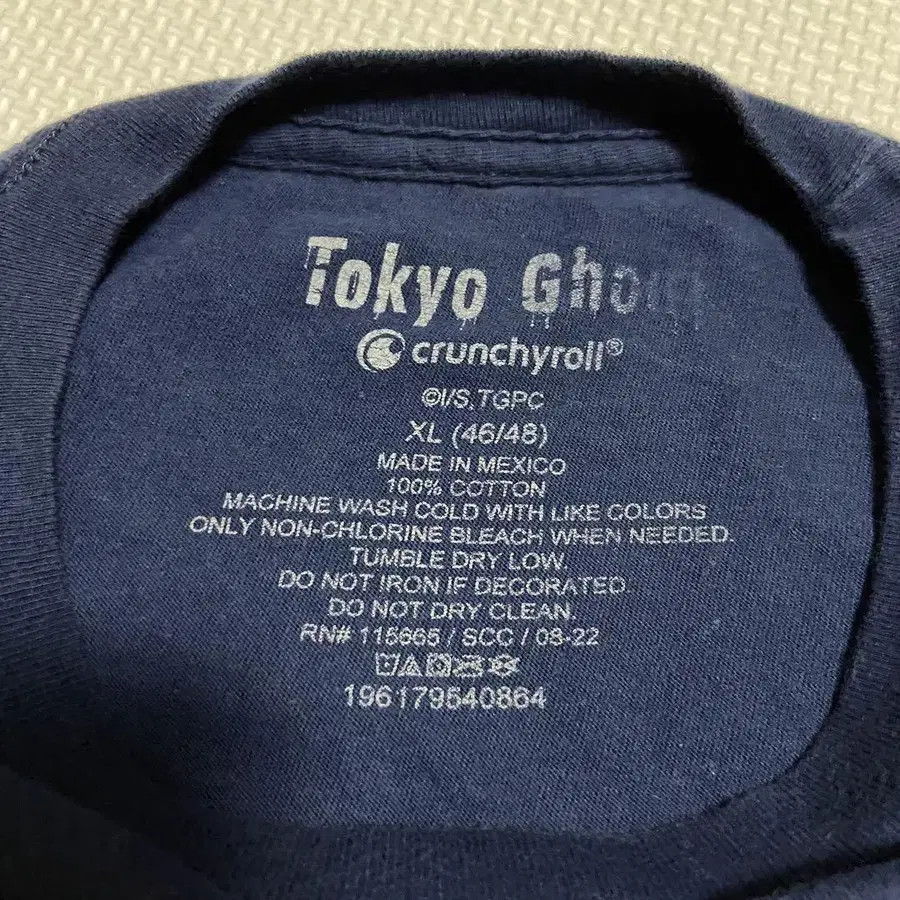 Tokyo Ghoul
crunchyroll®
©I/S,TGPC
XL (46/48)
MADE IN MEXICO
100% COTTON
MACHINE WASH COLD WITH LIKE COLORS
ONLY NON-CHLORINE BLEACH WHEN NEEDED.
TUMBLE DRY LOW.
DO NOT IRON IF DECORATED.
DO NOT DRY CLEAN.
RN# 115665 / SCC / 03-22
196179540864